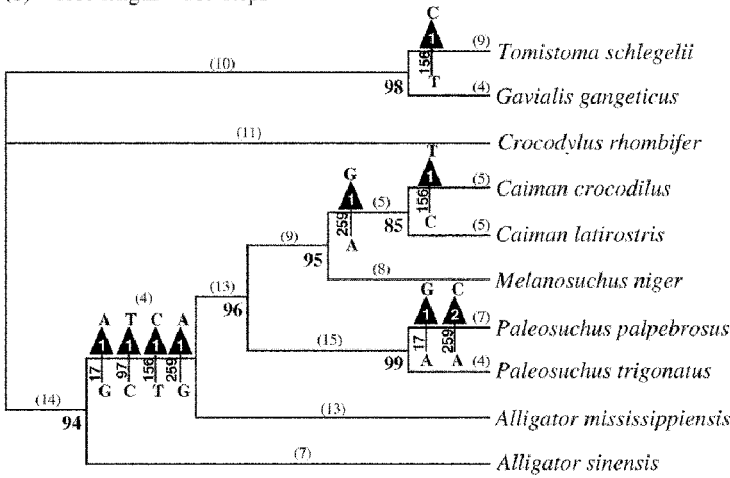 C
(10) 1 (9) Tomistoma schlegelii
156
98 T (4) Gavialis gangeticus
(11) Crocodylus rhombifer
T
G 1 (5) Caiman crocodilus
1 (5) 156
259 85 C (5) Caiman latirostris
(9) A
95 (8) Melanosuchus niger
(13) G C
(4) 96 1 2 (7) Paleosuchus palpebrosus
A T C A (15) 17 259
1 1 1 1 99 A A (4) Paleosuchus trigonatus
17 97 156 259
(14) G C T G (13) Alligator mississippiensis
94
(7) Alligator sinensis